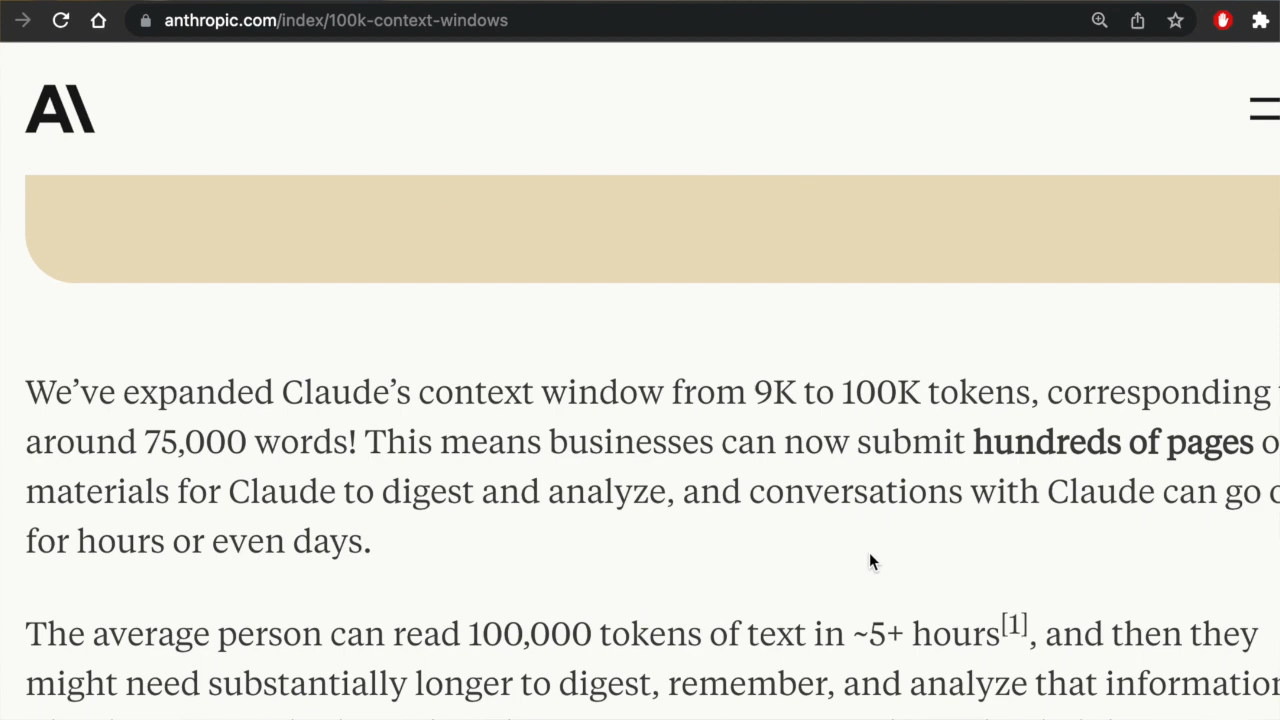 anthropic.com/index/100k-context-windows
A\
We’ve expanded Claude’s context window from 9K to 100K tokens, corresponding
around 75,000 words! This means businesses can now submit hundreds of pages
materials for Claude to digest and analyze, and conversations with Claude can go
for hours or even days.
The average person can read 100,000 tokens of text in ~5+ hours[1], and then they
might need substantially longer to digest, remember, and analyze that information